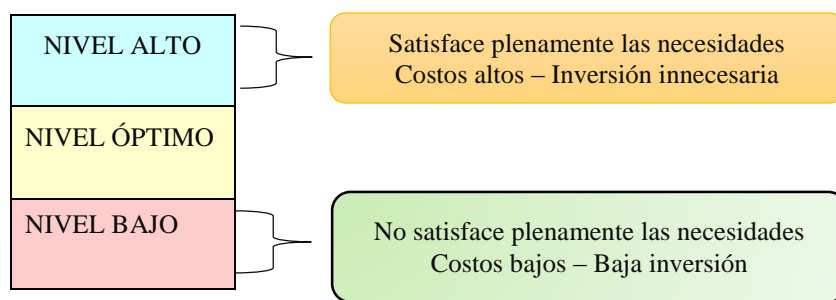 NIVEL ALTO
Satisface plenamente las necesidades
Costos altos – Inversión innecesaria
NIVEL ÓPTIMO
NIVEL BAJO
No satisface plenamente las necesidades
Costos bajos – Baja inversión